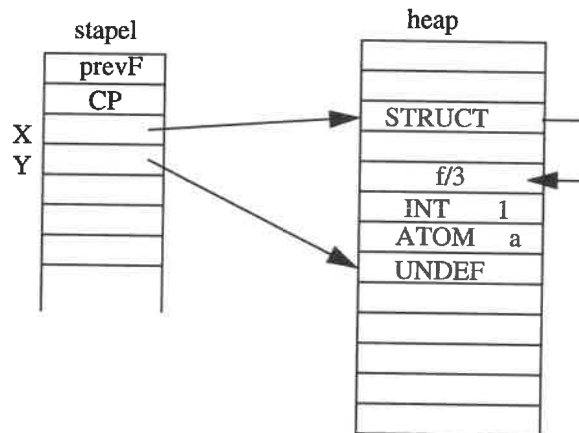 stapel
prevF
CP
X
Y
heap
STRUCT
f/3
INT 1
ATOM a
UNDEF